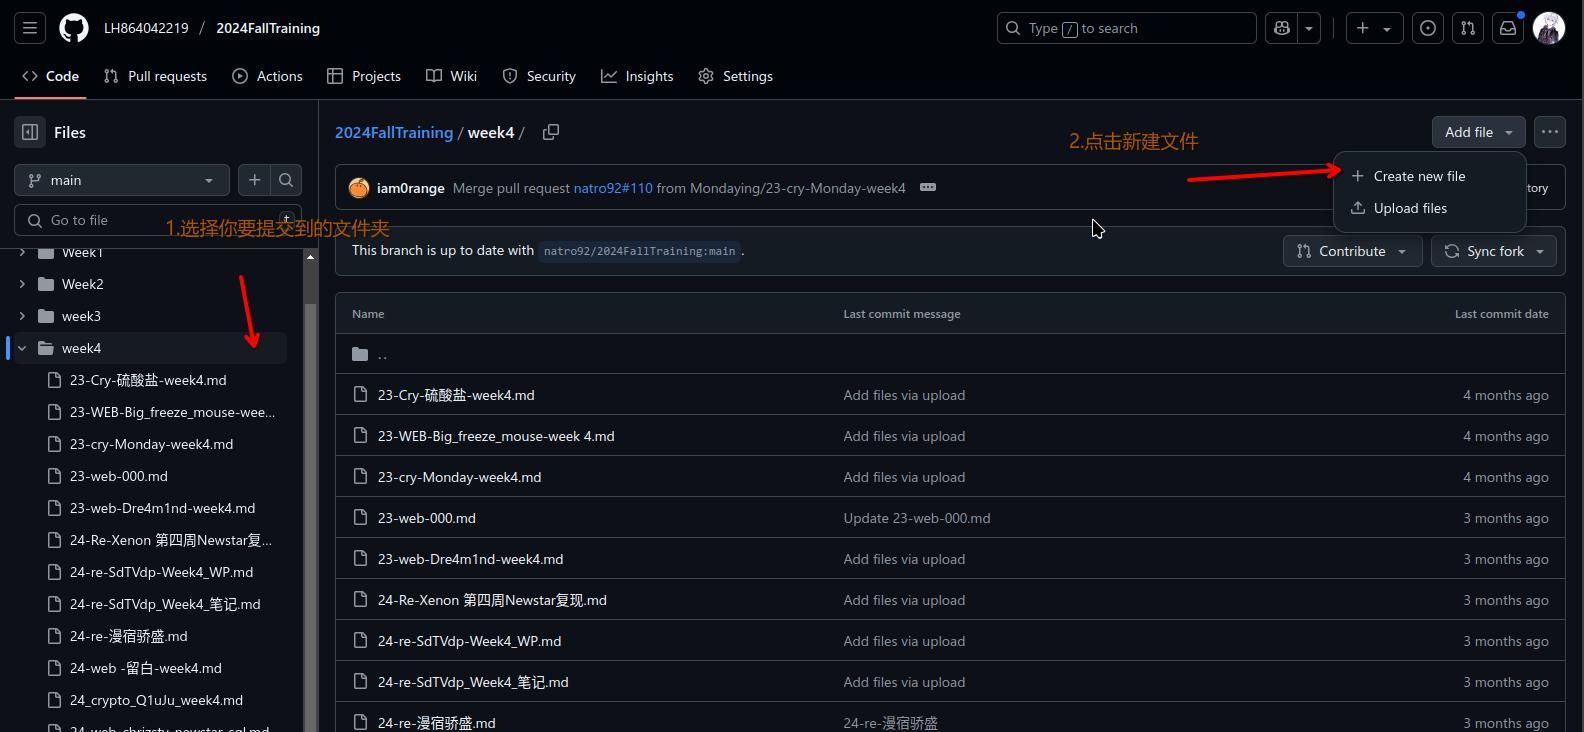 LH864042219 / 2024FallTraining
Type / to search
Code
Pull requests
Actions
Projects
Wiki
Security
Insights
Settings
Files
main
Go to file
t
1.选择你要提交到的文件夹
Week1
Week2
week3
week4
23-Cry-硫酸盐-week4.md
23-WEB-Big_freeze_mouse-wee...
23-cry-Monday-week4.md
23-web-000.md
23-web-Dre4m1nd-week4.md
24-Re-Xenon 第四周Newstar复...
24-re-SdTVdp-Week4_WP.md
24-re-SdTVdp_Week4_笔记.md
24-re-漫宿骄盛.md
24-web -留白-week4.md
24_crypto_Q1uJu_week4.md
2024FallTraining / week4 /
2.点击新建文件
Add file
Create new file
Upload files
iam0range Merge pull request natro92#110 from Mondaying/23-cry-Monday-week4
tory
This branch is up to date with natro92/2024FallTraining:main .
Contribute
Sync fork
Name Last commit message Last commit date
..
23-Cry-硫酸盐-week4.md Add files via upload 4 months ago
23-WEB-Big_freeze_mouse-week 4.md Add files via upload 4 months ago
23-cry-Monday-week4.md Add files via upload 4 months ago
23-web-000.md Update 23-web-000.md 3 months ago
23-web-Dre4m1nd-week4.md Add files via upload 3 months ago
24-Re-Xenon 第四周Newstar复现.md Add files via upload 3 months ago
24-re-SdTVdp-Week4_WP.md Add files via upload 3 months ago
24-re-SdTVdp_Week4_笔记.md Add files via upload 3 months ago
24-re-漫宿骄盛.md 24-re-漫宿骄盛 3 months ago